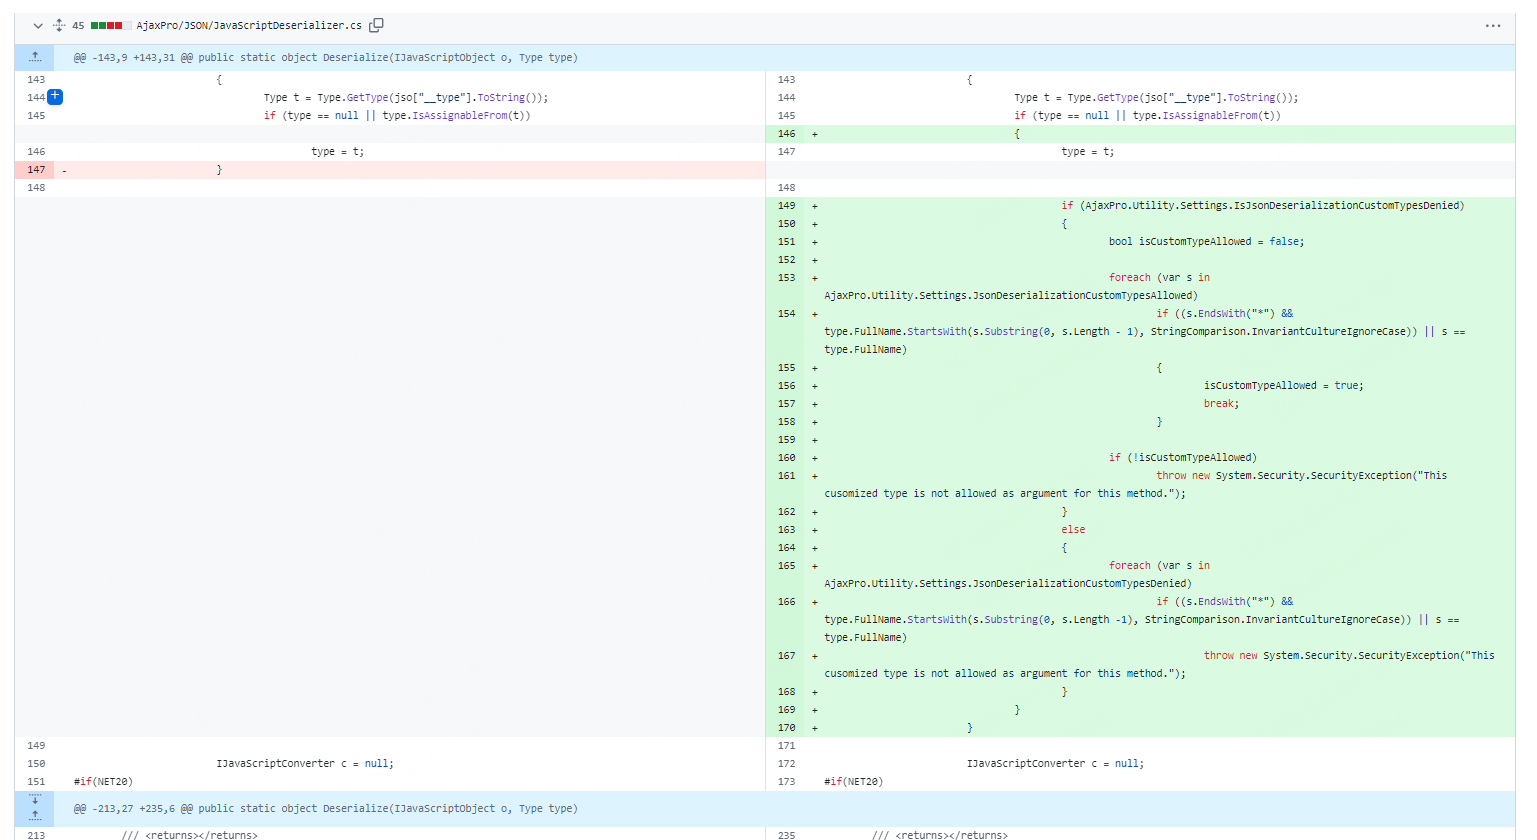 45 AjaxPro/JSON/JavaScriptDeserializer.cs
@@ -143,9 +143,31 @@ public static object Deserialize(IJavaScriptObject o, Type type)
143 {
144 + Type t = Type.GetType(jso["__type"].ToString());
145 if (type == null || type.IsAssignableFrom(t))
146 type = t;
147 - }
148
149
150 IJavaScriptConverter c = null;
151 #if(NET20)
143 {
144 Type t = Type.GetType(jso["__type"].ToString());
145 if (type == null || type.IsAssignableFrom(t))
146 + {
147 type = t;
148
149 + if (AjaxPro.Utility.Settings.IsJsonDeserializationCustomTypesDenied)
150 + {
151 + bool isCustomTypeAllowed = false;
152 +
153 + foreach (var s in
AjaxPro.Utility.Settings.JsonDeserializationCustomTypesAllowed)
154 + if ((s.EndsWith("*") &&
type.FullName.StartsWith(s.Substring(0, s.Length - 1), StringComparison.InvariantCultureIgnoreCase)) || s ==
type.FullName)
155 + {
156 + isCustomTypeAllowed = true;
157 + break;
158 + }
159 +
160 + if (!isCustomTypeAllowed)
161 + throw new System.Security.SecurityException("This
cusomized type is not allowed as argument for this method.");
162 + }
163 + else
164 + {
165 + foreach (var s in
AjaxPro.Utility.Settings.JsonDeserializationCustomTypesDenied)
166 + if ((s.EndsWith("*") &&
type.FullName.StartsWith(s.Substring(0, s.Length -1), StringComparison.InvariantCultureIgnoreCase)) || s ==
type.FullName)
167 + throw new System.Security.SecurityException("This
cusomized type is not allowed as argument for this method.");
168 + }
169 + }
170 + }
171
172 IJavaScriptConverter c = null;
173 #if(NET20)
@@ -213,27 +235,6 @@ public static object Deserialize(IJavaScriptObject o, Type type)
213 /// <returns></returns>
235 /// <returns></returns>